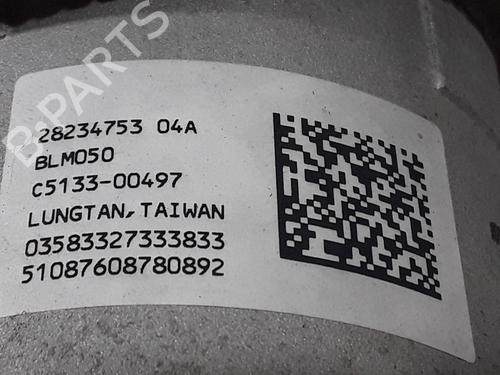 B-PARTS
28234753 04A
BLM050
C5133-00497
LUNGTAN, TAIWAN
03583327333833
51087608780892